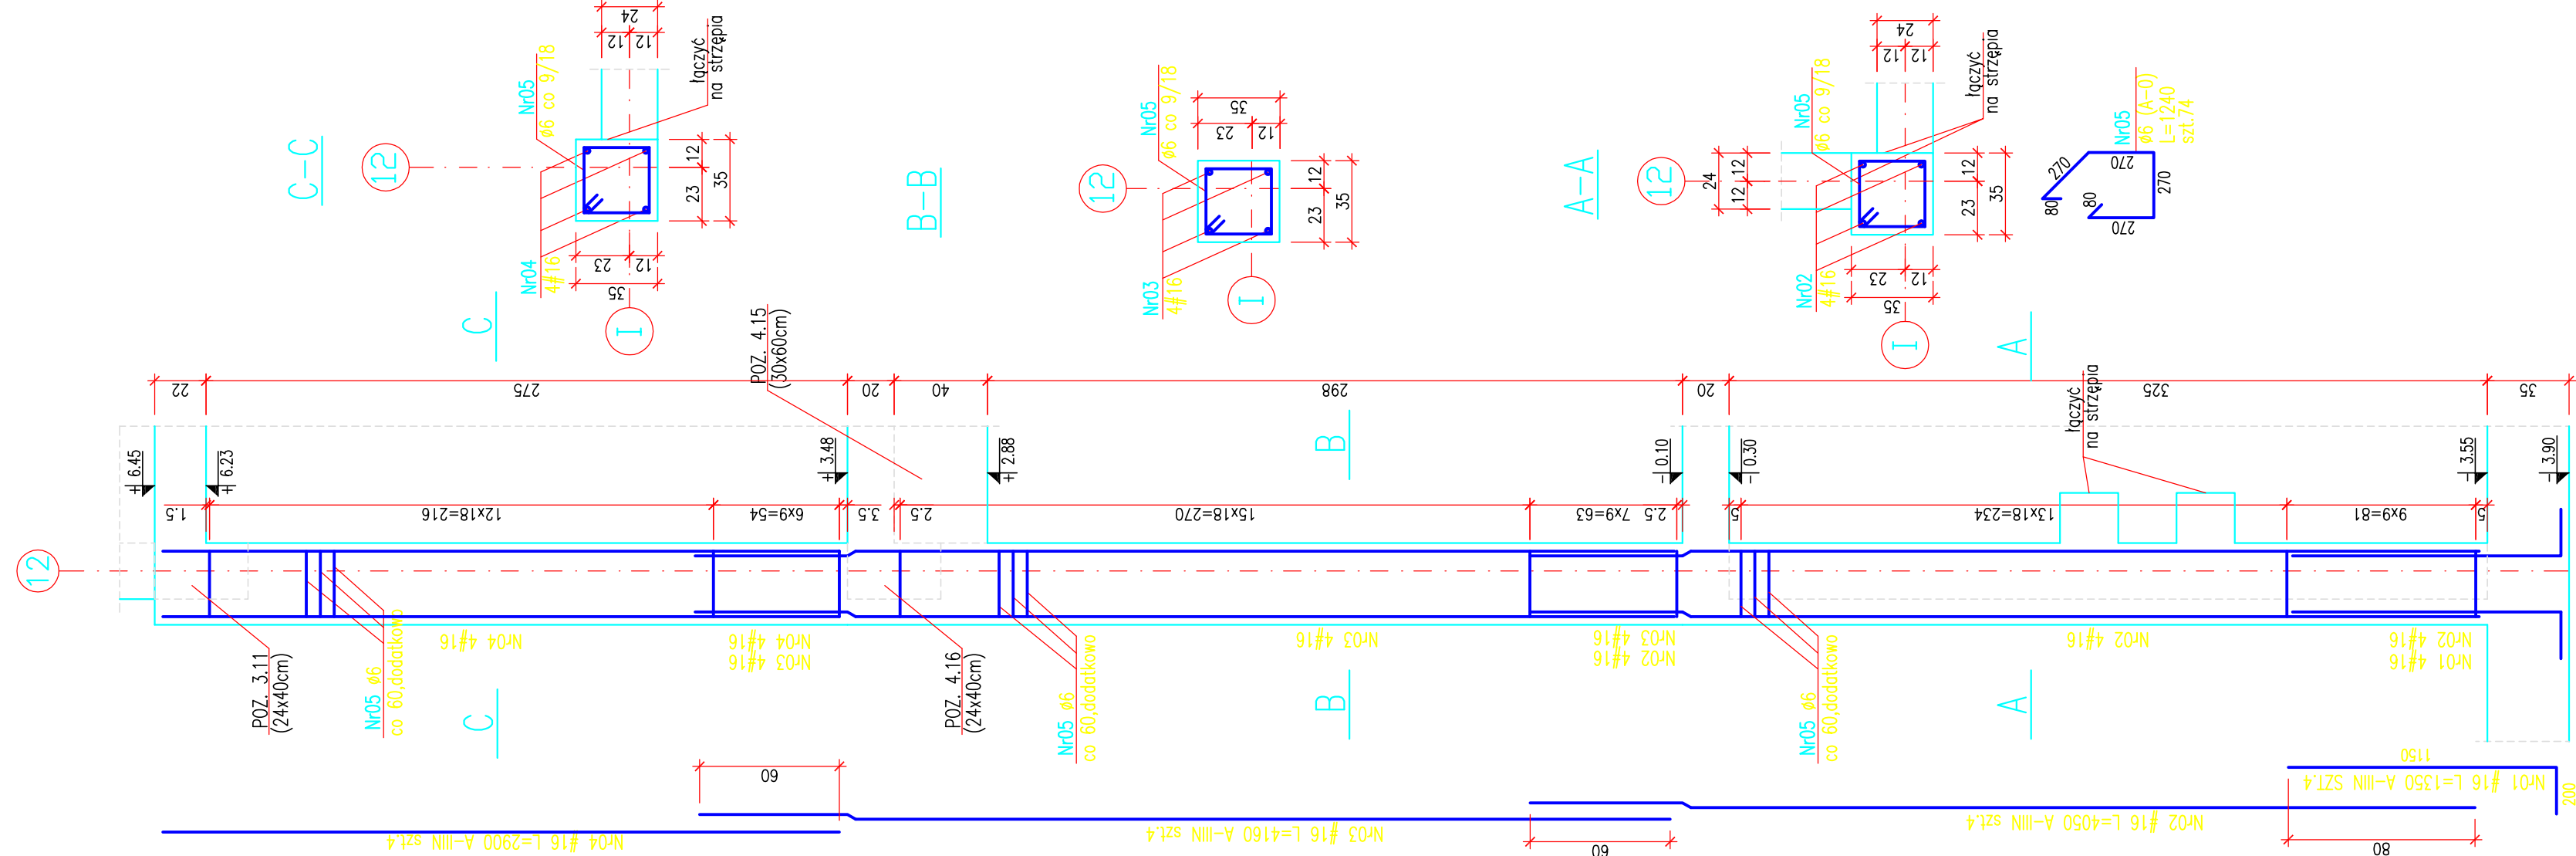 C-C
12
Nr05
ø6 co 9/18
24
12
12
łączyć
na strzępia
12
23
35
Nr04
4#16
23
12
35
I
B-B
12
Nr05
ø6 co 9/18
35
23
12
12
23
35
Nr03
4#16
I
A-A
12
24
12
12
Nr05
ø6 co 9/18
24
12
12
łączyć
na strzępia
12
23
35
Nr02
4#16
23
12
35
I
270
80
80
270
270
270
Nr05
ø6 (A-0)
L=1240
szt.74
C
POZ. 4.15
(30x60cm)
A
22
275
20
40
298
20
325
35
łączyć
na strzępia
B
+ 6.45
+ 6.23
+ 3.48
+ 2.88
- 0.10
- 0.30
- 3.55
- 3.90
1.5
12x18=216
6x9=54
3.5
2.5
15x18=270
7x9=63
2.5
5
13x18=234
9x9=81
5
12
Nr04 4#16
Nr04 4#16
Nr03 4#16
Nr03 4#16
Nr03 4#16
Nr02 4#16
Nr02 4#16
Nr02 4#16
Nr01 4#16
POZ. 3.11
(24x40cm)
Nr05 ø6
co 60,dodatkowo
C
POZ. 4.16
(24x40cm)
Nr05 ø6
co 60,dodatkowo
B
Nr05 ø6
co 60,dodatkowo
A
60
Nr04 #16 L=2900 A-IIIN szt.4
Nr03 #16 L=4160 A-IIIN szt.4
60
Nr02 #16 L=4050 A-IIIN szt.4
1150
Nr01 #16 L=1350 A-IIIN SZT.4
200
80